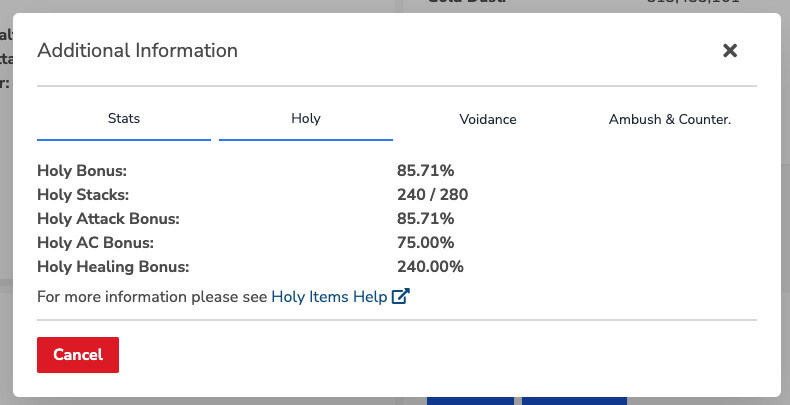 Additional Information
Stats
Holy
Voidance
Ambush & Counter.
Holy Bonus: 85.71%
Holy Stacks: 240 / 280
Holy Attack Bonus: 85.71%
Holy AC Bonus: 75.00%
Holy Healing Bonus: 240.00%
For more information please see Holy Items Help
Cancel